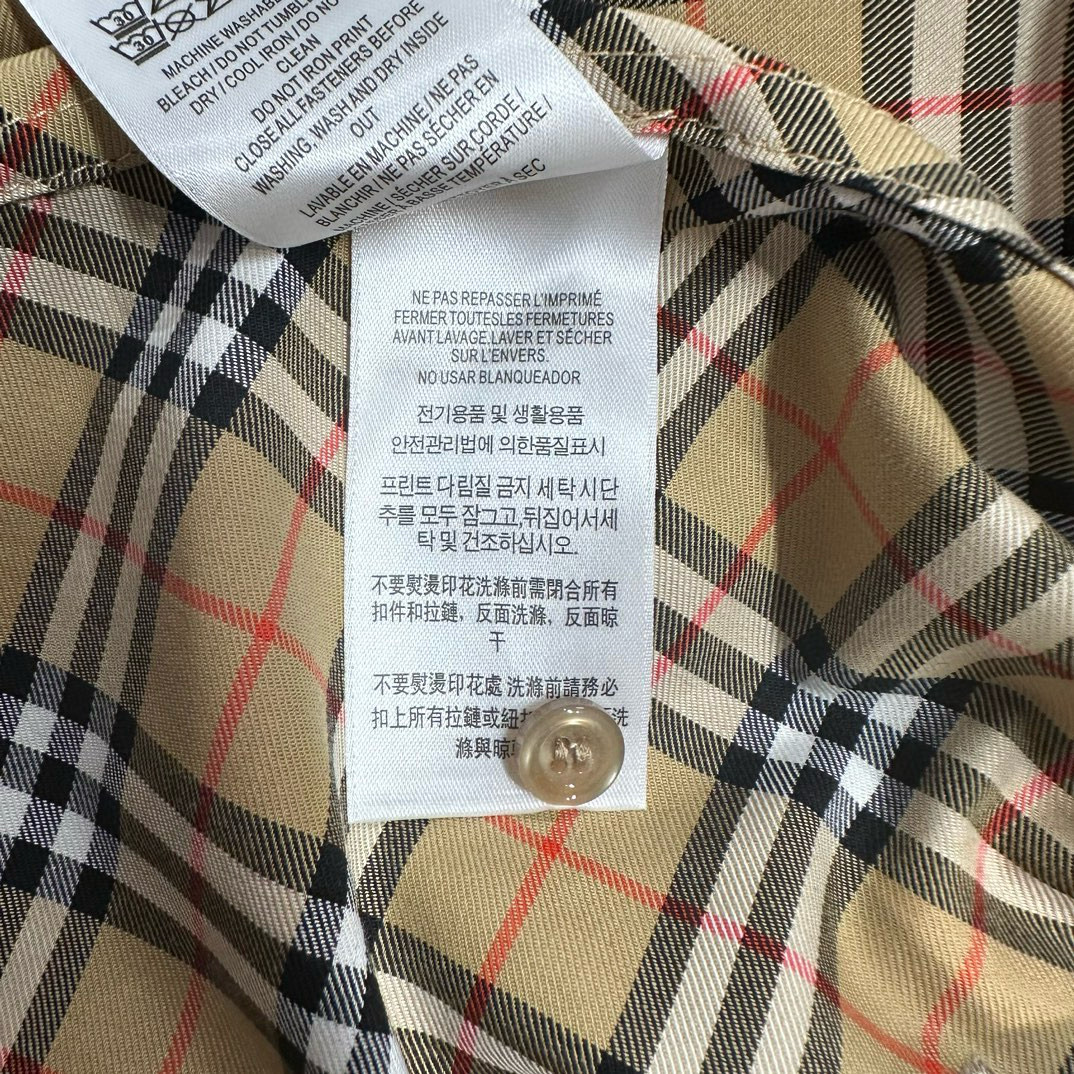 30
30
MACHINE WASHABLE
BLEACH / DO NOT TUMBLE
DRY / COOL IRON / DO NOT
CLEAN
DO NOT IRON PRINT
CLOSE ALL FASTENERS BEFORE
WASHING, WASH AND DRY INSIDE
OUT
LAVABLE EN MACHINE / NE PAS
BLANCHIR / NE PAS SÉCHER EN
MACHINE / SÉCHER SUR CORDE /
BASSE TEMPÉRATURE /
À SEC
NE PAS REPASSER L'IMPRIMÉ
FERMER TOUTESLES FERMETURES
AVANT LAVAGE.LAVER ET SÉCHER
SUR L'ENVERS.
NO USAR BLANQUEADOR
전기용품 및 생활용품
안전관리법에 의한품질표시
프린트 다림질 금지 세탁시 단
추를 모두 잠그고,뒤집어서세
탁 및 건조하십시오.
不要熨燙印花洗滌前需閉合所有
扣件和拉鏈，反面洗滌，反面晾
干
不要熨燙印花處 洗滌前請務必
扣上所有拉鏈或紐 洗
滌與晾